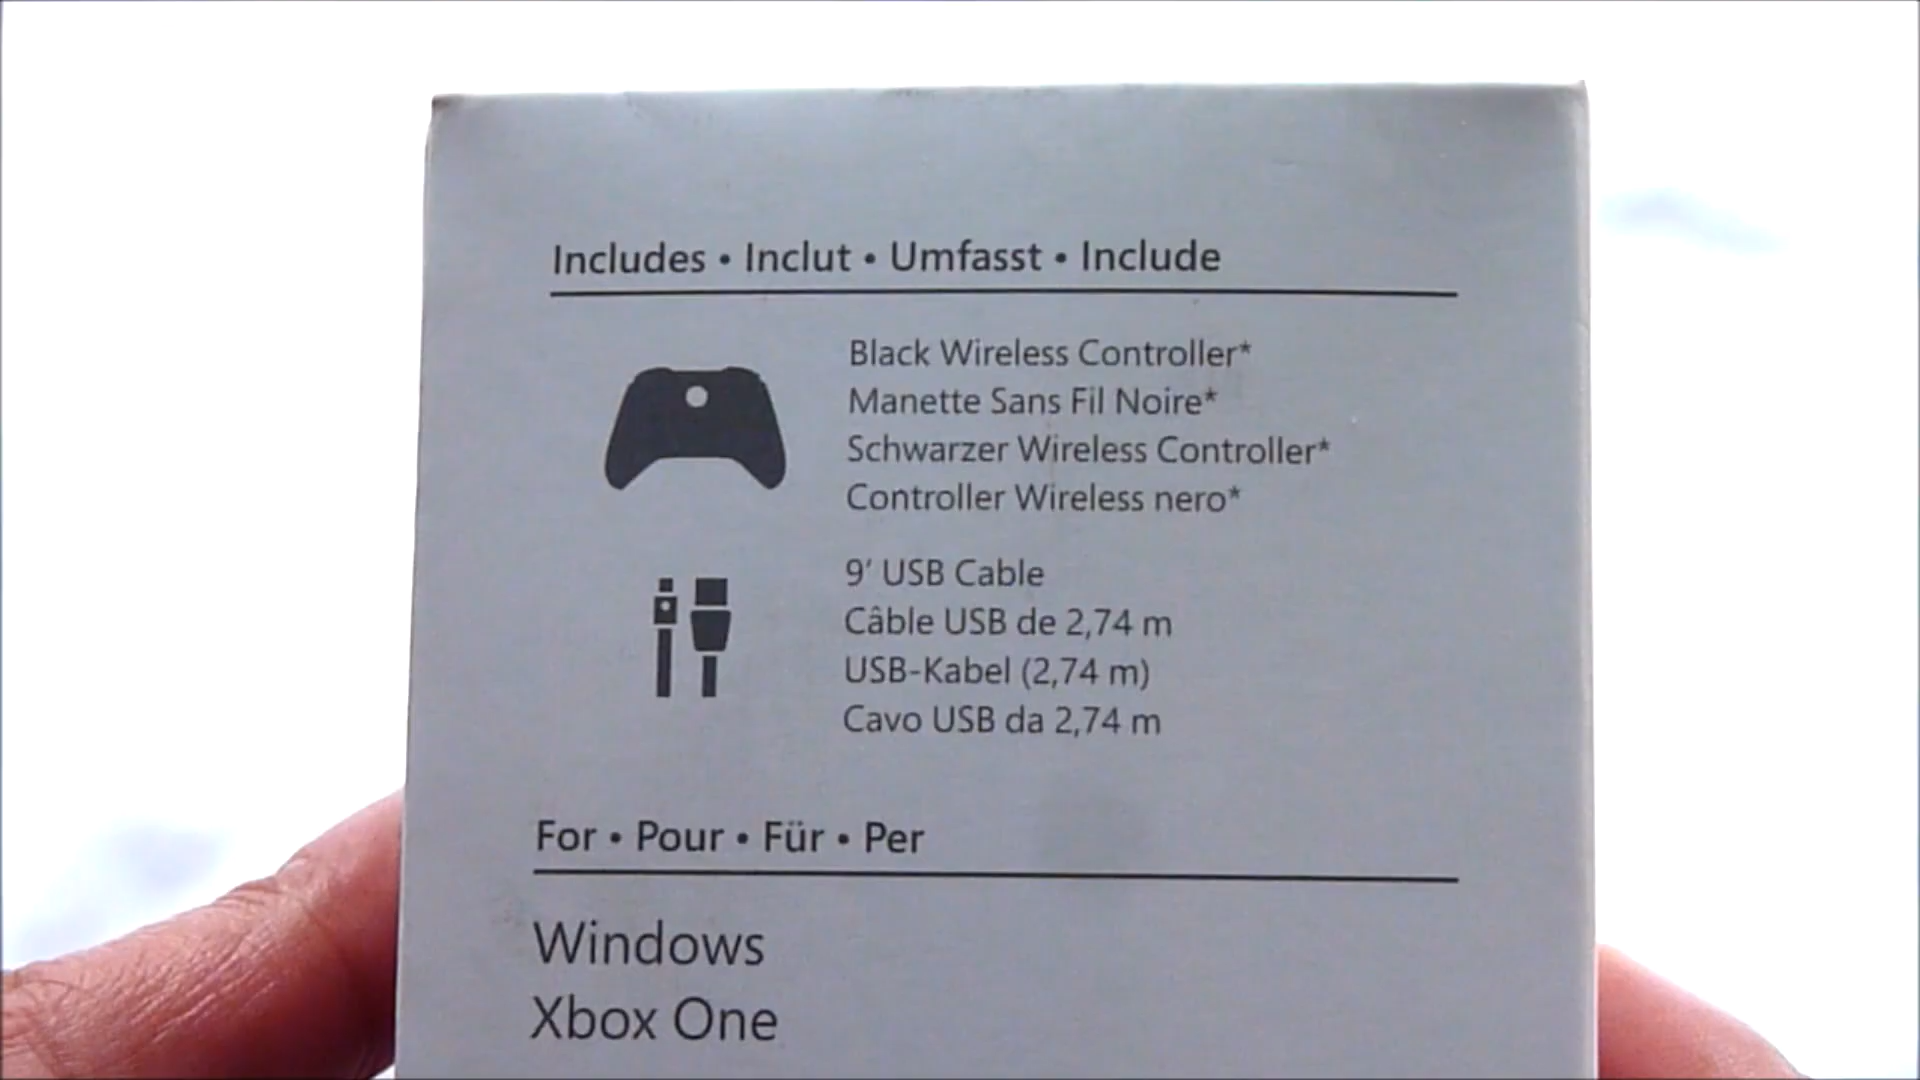 Includes • Inclut • Umfasst • Include
Black Wireless Controller*
Manette Sans Fil Noire*
Schwarzer Wireless Controller*
Controller Wireless nero*
9′ USB Cable
Câble USB de 2,74 m
USB-Kabel (2,74 m)
Cavo USB da 2,74 m
For • Pour • Für • Per
Windows
Xbox One